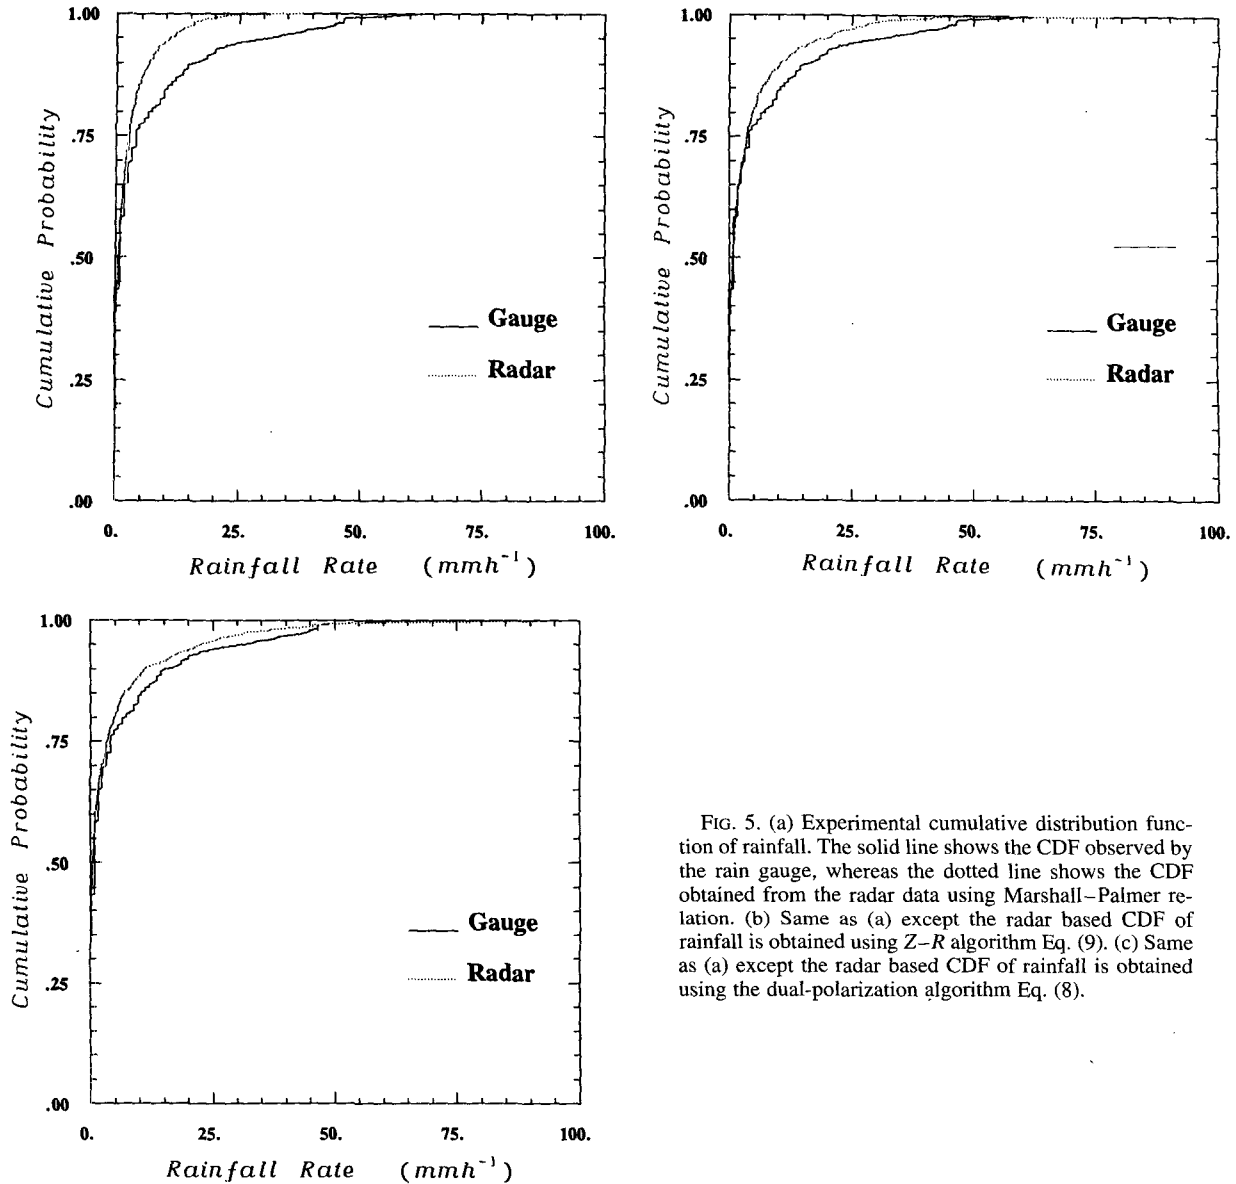 1.00
.75
.50
.25
.00
Cumulative Probability
Gauge
Radar
0. 25. 50. 75. 100.
Rainfall Rate (mmh⁻¹)
1.00
.75
.50
.25
.00
Cumulative Probability
Gauge
Radar
0. 25. 50. 75. 100.
Rainfall Rate (mmh⁻¹)
1.00
.75
.50
.25
.00
Cumulative Probability
Gauge
Radar
0. 25. 50. 75. 100.
Rainfall Rate (mmh⁻¹)
FIG. 5. (a) Experimental cumulative distribution func-
tion of rainfall. The solid line shows the CDF observed by
the rain gauge, whereas the dotted line shows the CDF
obtained from the radar data using Marshall–Palmer re-
lation. (b) Same as (a) except the radar based CDF of
rainfall is obtained using Z–R algorithm Eq. (9). (c) Same
as (a) except the radar based CDF of rainfall is obtained
using the dual-polarization algorithm Eq. (8).